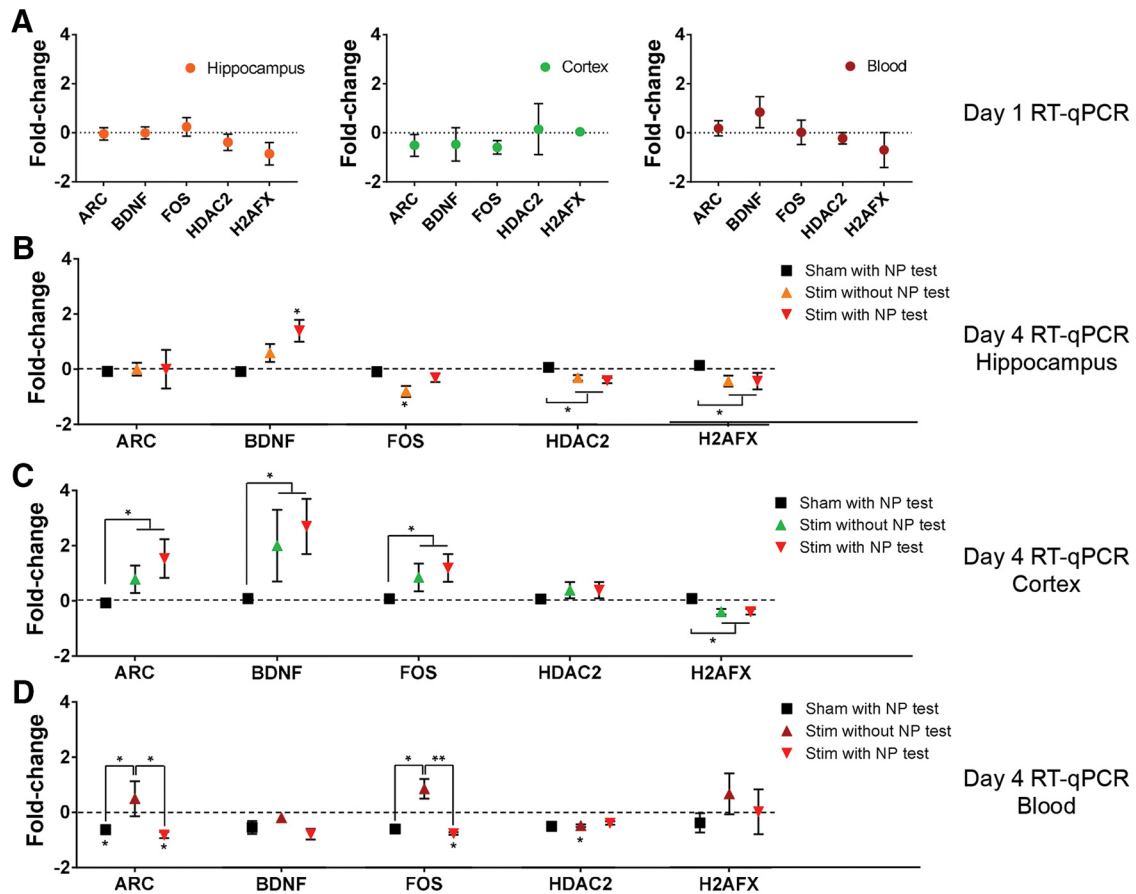 A
Fold-change
4
2
0
-2
Hippocampus
ARC
BDNF
FOS
HDAC2
H2AFX
Fold-change
4
2
0
-2
Cortex
ARC
BDNF
FOS
HDAC2
H2AFX
Fold-change
4
2
0
-2
Blood
ARC
BDNF
FOS
HDAC2
H2AFX
Day 1 RT-qPCR
B
Fold-change
4
2
0
-2
*
*
*
*
Sham with NP test
Stim without NP test
Stim with NP test
ARC BDNF FOS HDAC2 H2AFX
Day 4 RT-qPCR
Hippocampus
C
Fold-change
4
2
0
-2
*
*
*
*
Sham with NP test
Stim without NP test
Stim with NP test
ARC BDNF FOS HDAC2 H2AFX
Day 4 RT-qPCR
Cortex
D
Fold-change
4
2
0
-2
* *
* **
* *
*
*
Sham with NP test
Stim without NP test
Stim with NP test
ARC BDNF FOS HDAC2 H2AFX
Day 4 RT-qPCR
Blood